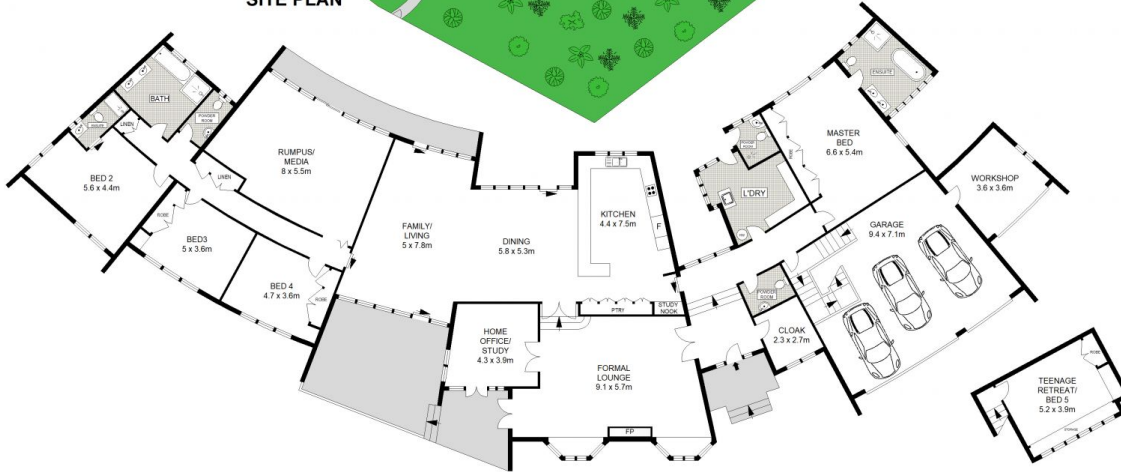 SITE PLAN
BATH
POWDER
ROOM
ENSUITE
LINEN
BED 2
5.6 x 4.4m
LINEN
RUMPUS/
MEDIA
8 x 5.5m
ROBE
BED3
5 x 3.6m
BED 4
4.7 x 3.6m
ROBE
FAMILY/
LIVING
5 x 7.8m
DINING
5.8 x 5.3m
KITCHEN
4.4 x 7.5m
F
PTRY
STUDY
NOOK
HOME
OFFICE/
STUDY
4.3 x 3.9m
FORMAL
LOUNGE
9.1 x 5.7m
FP
ENSUITE
MASTER
BED
6.6 x 5.4m
ROBE
POWDER
ROOM
L'DRY
POWDER
ROOM
CLOAK
2.3 x 2.7m
GARAGE
9.4 x 7.1m
WORKSHOP
3.6 x 3.6m
TEENAGE
RETREAT/
BED 5
5.2 x 3.9m
ROBE
STORAGE